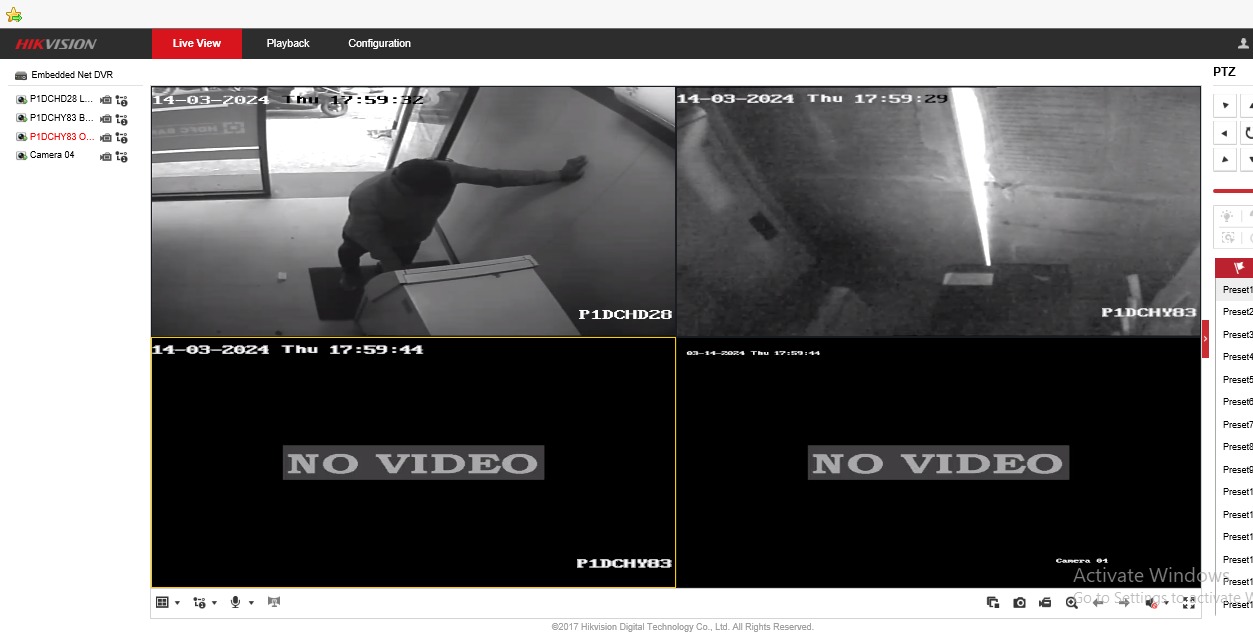 HIKVISION
Live View
Playback
Configuration
Embedded Net DVR
P1DCHD28 L...
P1DCHY83 B...
P1DCHY83 O...
Camera 04
14-03-2024 Thu 17:59:32
P1DCHD28
14-03-2024 Thu 17:59:29
P1DCHY83
14-03-2024 Thu 17:59:44
NO VIDEO
P1DCHY83
03-14-2024 Thu 17:59:44
NO VIDEO
Camera 04
PTZ
Preset1
Preset2
Preset3
Preset4
Preset5
Preset6
Preset7
Preset8
Preset9
Preset1
Preset1
Preset1
Preset1
Preset1
Preset1
Activate Windows
Go to Settings to activate W
©2017 Hikvision Digital Technology Co., Ltd. All Rights Reserved.